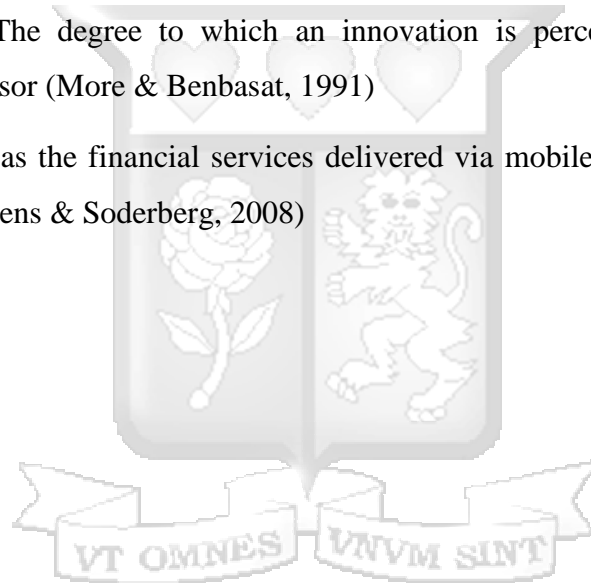 The degree to which an innovation is perce
sor (More & Benbasat, 1991)
as the financial services delivered via mobile
ens & Soderberg, 2008)
VT OMNES VNVM SINT